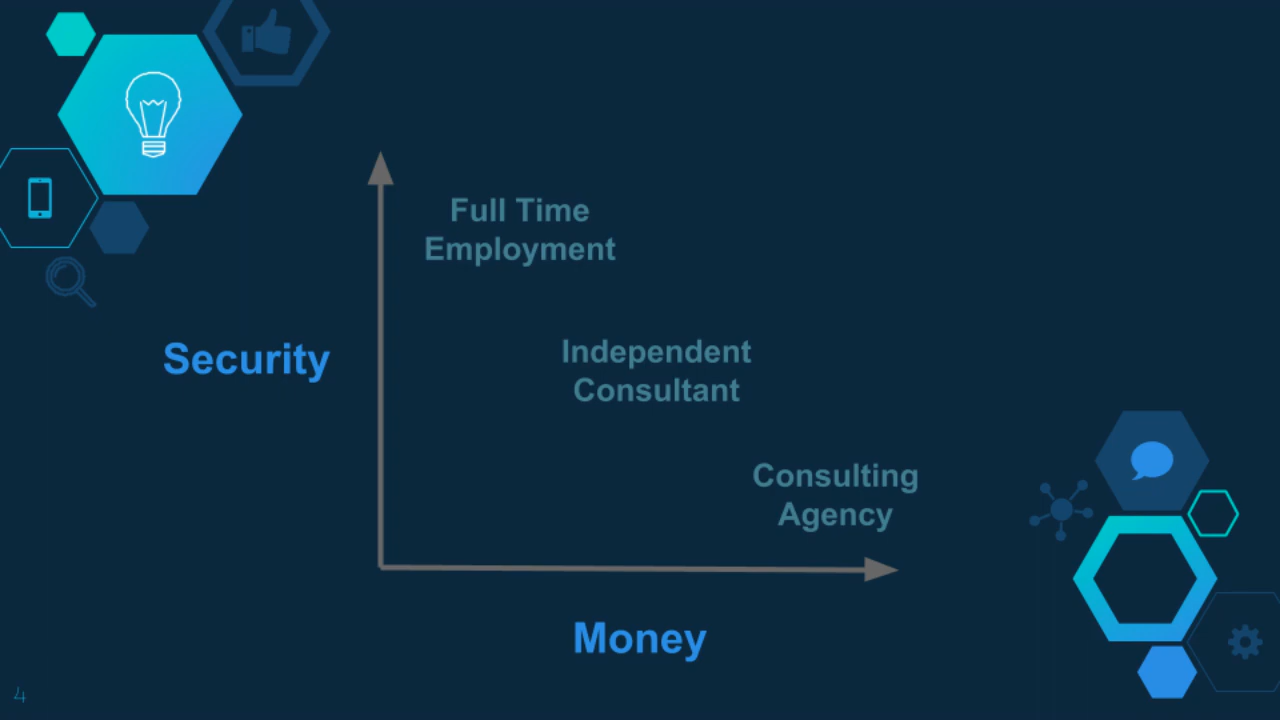 Full Time
Employment
Independent
Consultant
Security
Consulting
Agency
Money
4